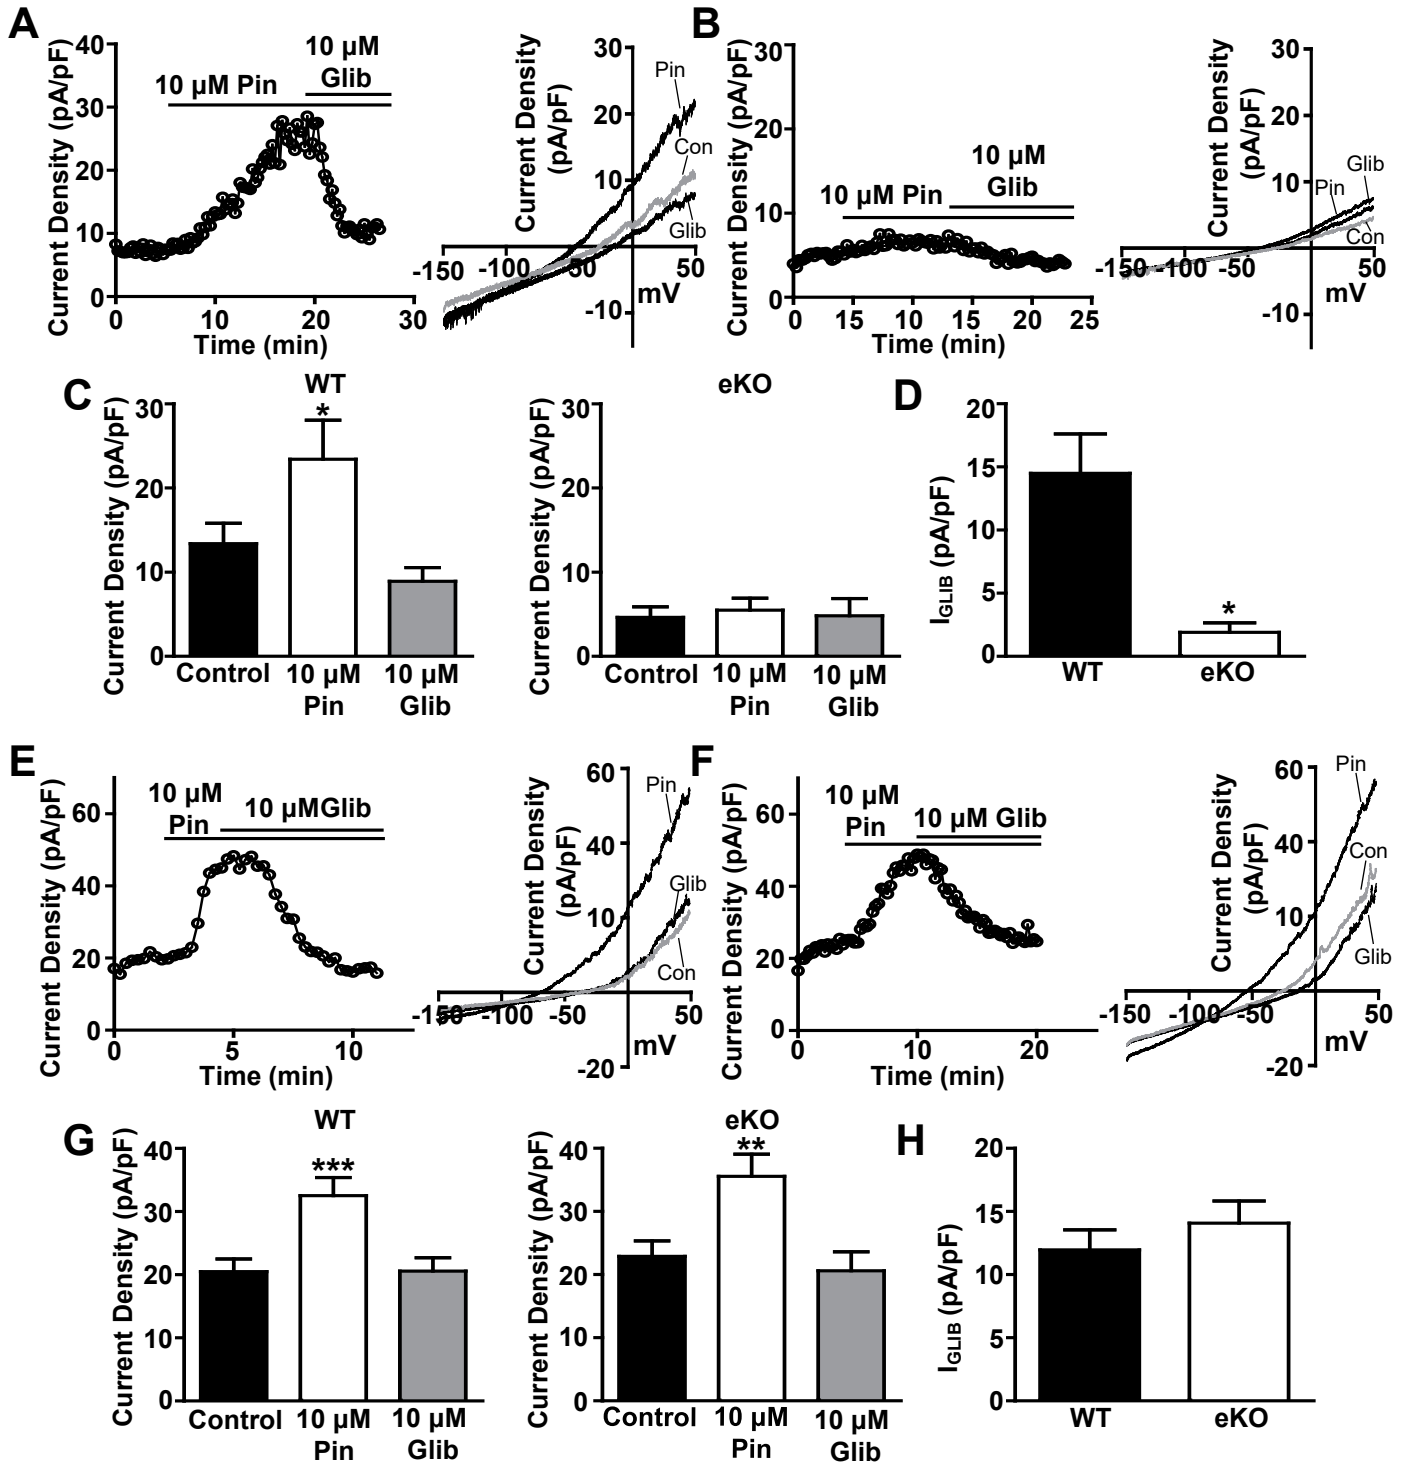 A
Current Density (pA/pF)
40
30
20
10
0
0
10
20
30
Time (min)
10 µM Pin
10 µM
Glib
Current Density
(pA/pF)
30
20
10
-10
-150
-100
-50
50
mV
Pin
Con
Glib
B
Current Density (pA/pF)
30
20
10
0
0
15
10
15
20
25
Time (min)
10 µM Pin
10 µM
Glib
Current Density
(pA/pF)
30
20
10
-10
-150
-100
-50
50
mV
Glib
Pin
Con
C
WT
Current Density (pA/pF)
30
20
10
0
*
Control
10 µM
Pin
10 µM
Glib
eKO
Current Density (pA/pF)
30
20
10
0
Control
10 µM
Pin
10 µM
Glib
D
IGLIB (pA/pF)
20
15
10
5
0
*
WT
eKO
E
Current Density (pA/pF)
60
40
20
0
0
5
10
Time (min)
10 µM
Pin
10 µMGlib
Current Density
(pA/pF)
60
40
10
-20
-150
-100
-50
50
mV
Pin
Glib
Con
F
Current Density (pA/pF)
60
40
20
0
0
10
20
Time (min)
10 µM
Pin
10 µM Glib
Current Density
(pA/pF)
60
40
10
-20
-150
-100
-50
50
mV
Pin
Con
Glib
G
WT
Current Density (pA/pF)
40
30
20
10
0
***
Control
10 µM
Pin
10 µM
Glib
eKO
Current Density (pA/pF)
40
30
20
10
0
**
Control
10 µM
Pin
10 µM
Glib
H
IGLIB (pA/pF)
20
15
10
5
0
WT
eKO